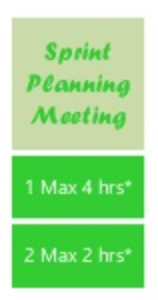 Sprint
Planning
Meeting
1 Max 4 hrs*
2 Max 2 hrs*